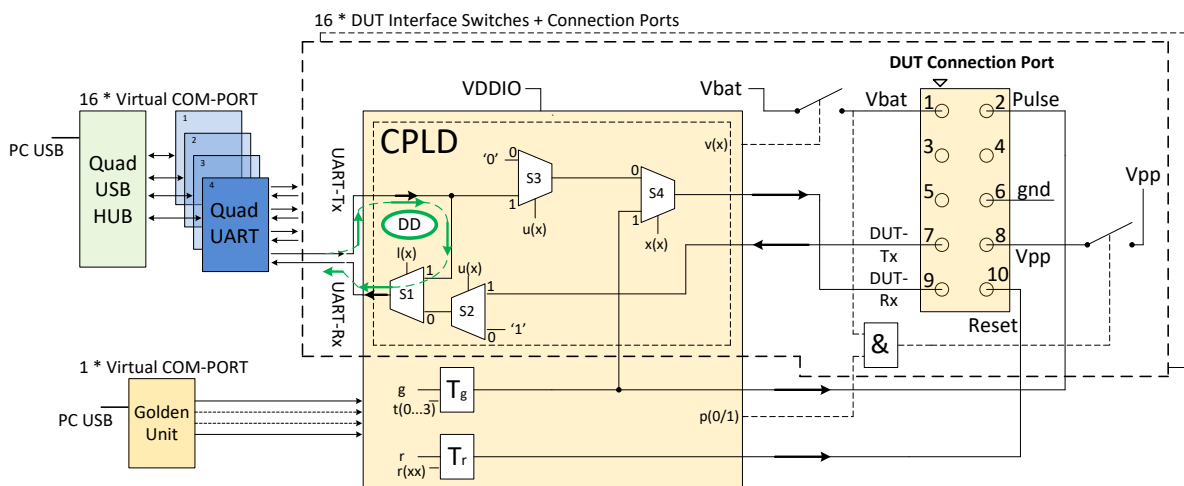 16 * DUT Interface Switches + Connection Ports
DUT Connection Port
16 * Virtual COM-PORT
PC USB
Quad
USB
HUB
1
2
3
4
Quad
UART
UART-Tx
UART-Rx
VDDIO
CPLD
DD
l(x)
S1
1
0
u(x)
S2
1
0
‘1’
‘0’
0
1
S3
u(x)
0
1
S4
x(x)
Vbat
v(x)
Vbat
1
2
Pulse
3
4
5
6
gnd
DUT-
Tx
7
8
Vpp
DUT-
Rx
9
10
Reset
Vpp
&
p(0/1)
1 * Virtual COM-PORT
PC USB
Golden
Unit
g
t(0...3)
Tg
r
r(xx)
Tr